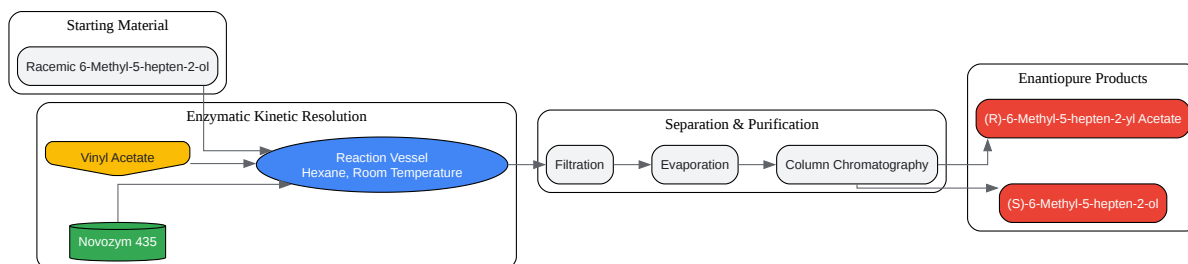 Starting Material
Racemic 6-Methyl-5-hepten-2-ol
Enzymatic Kinetic Resolution
Vinyl Acetate
Novozym 435
Reaction Vessel
Hexane, Room Temperature
Separation & Purification
Filtration
Evaporation
Column Chromatography
Enantiopure Products
(R)-6-Methyl-5-hepten-2-yl Acetate
(S)-6-Methyl-5-hepten-2-ol